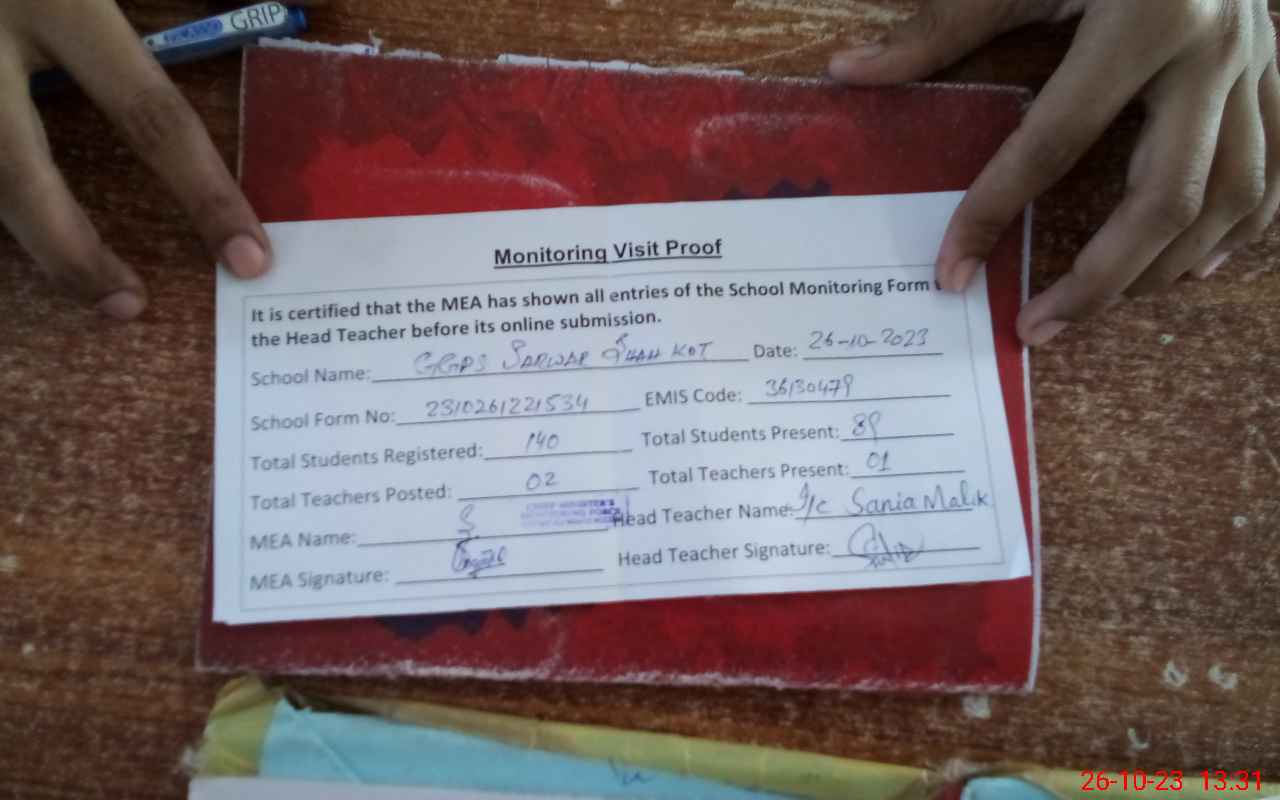 GRIP
Monitoring Visit Proof
It is certified that the MEA has shown all entries of the School Monitoring Form
the Head Teacher before its online submission.
School Name: GGPS SARWAR SHAH KOT Date: 26-10-2023
School Form No: 2310261221534 EMIS Code: 36130479
Total Students Registered: 140 Total Students Present: 89
Total Teachers Posted: 02 Total Teachers Present: 01
CHIEF MINISTER'S
MONITORING FORCE
MEA Name: Head Teacher Name: I/c Sania Malik
MEA Signature: Head Teacher Signature:
26-10-23 13.31